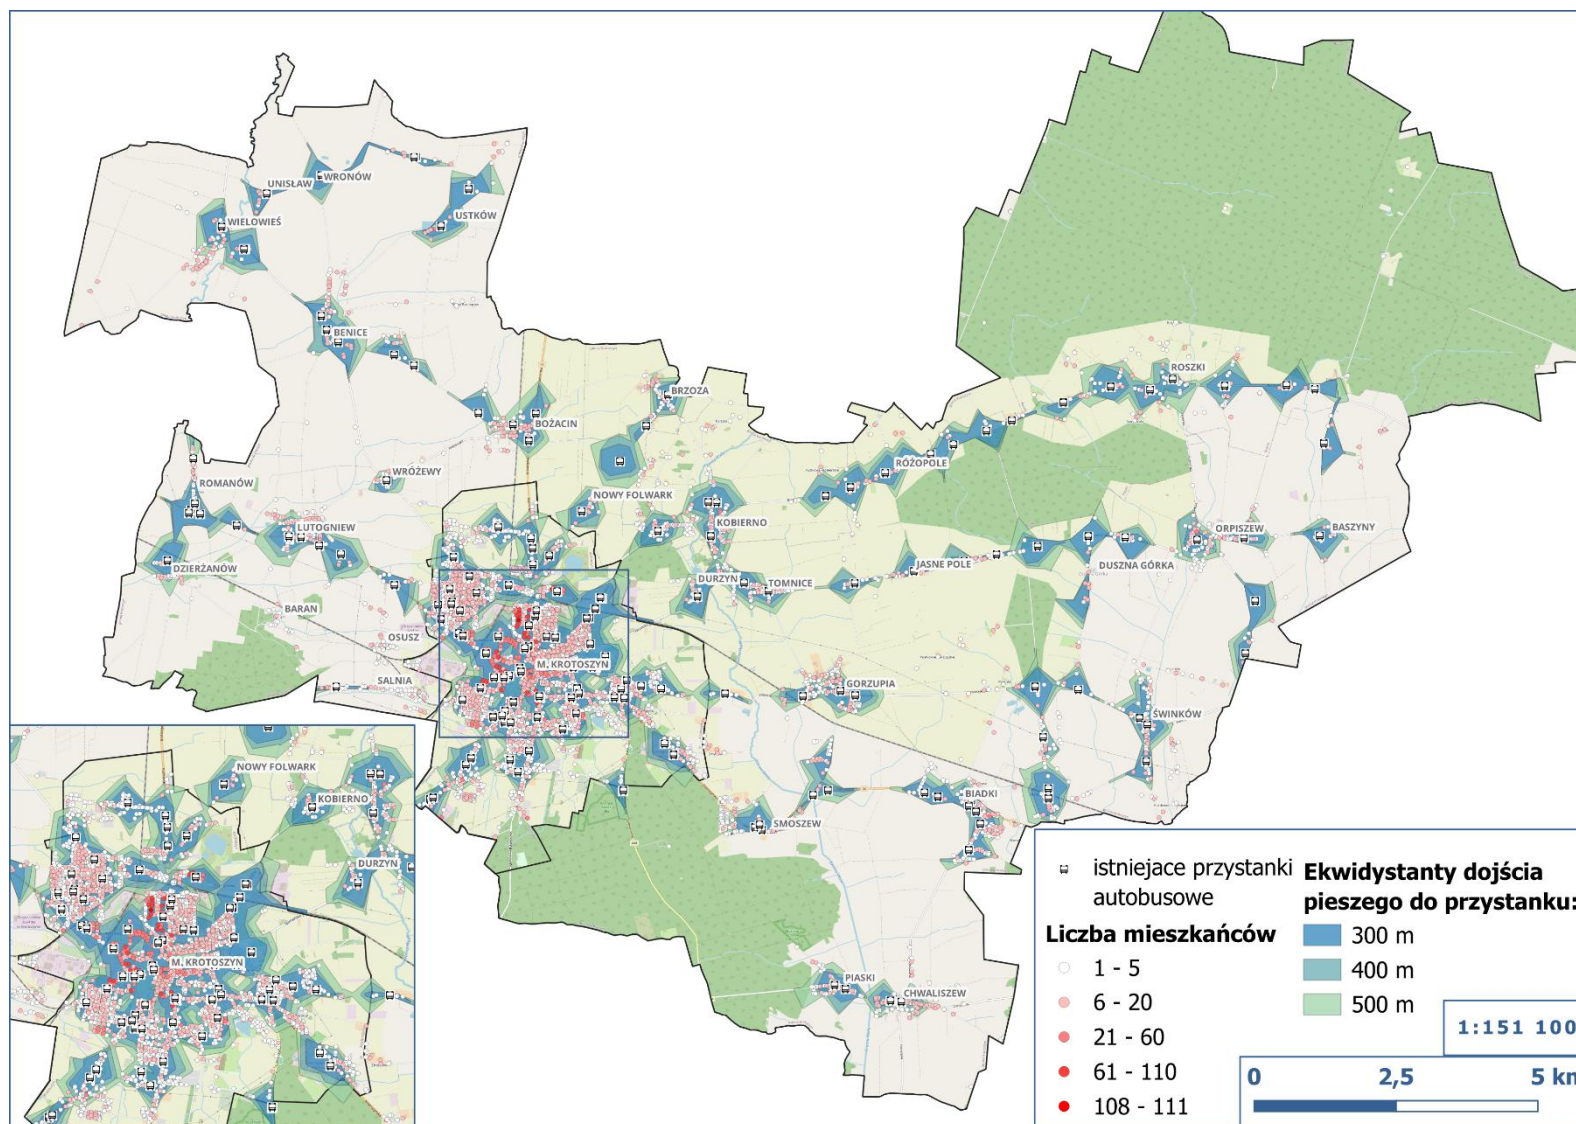 UNISŁAW
WRONÓW
WIELOWIEŚ
USTKÓW
BENICE
BRZOZA
ROSZKI
BOŻACIN
WRÓŻEWY
ROMANÓW
RÓŻOPOLE
NOWY FOLWARK
LUTOGNIEW
KOBIERNO
ORPISZEW
BASZYNY
DZIERŻANÓW
DURZYN
TOMNICE
JASNE POLE
DUSZNA GÓRKA
BARAN
OSUSZ
M. KROTOSZYN
SALNIA
GORZUPIA
ŚWINKÓW
NOWY FOLWARK
KOBIERNO
DURZYN
M. KROTOSZYN
SMOSZEW
BIADKI
PIASKI
CHWALISZEW
istniejace przystanki
autobusowe
Liczba mieszkańców
1 - 5
6 - 20
21 - 60
61 - 110
108 - 111
Ekwidystanty dojścia
pieszego do przystanku:
300 m
400 m
500 m
1:151 100
0 2,5 5 km